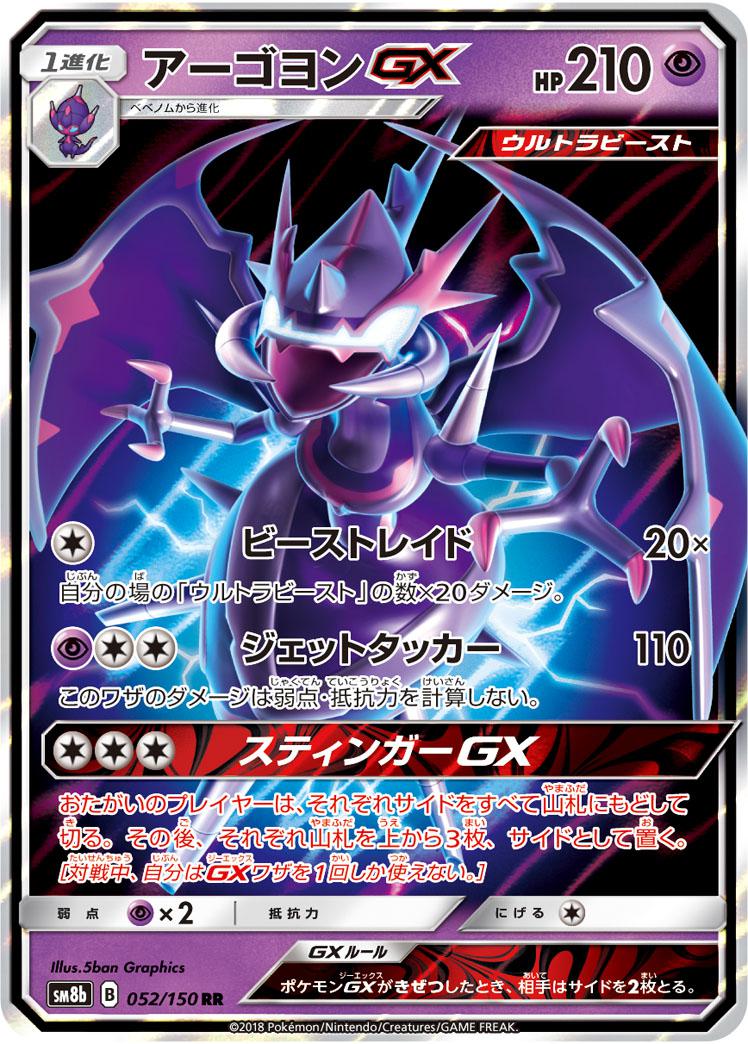 1進化
アーゴヨンGX
HP210
ベベノムから進化
ウルトラビースト
ビーストレイド 20×
自分の場の「ウルトラビースト」の数×20ダメージ。
ジェットタッカー 110
このワザのダメージは弱点・抵抗力を計算しない。
スティンガーGX
おたがいのプレイヤーは、それぞれサイドをすべて山札にもどして
切る。その後、それぞれ山札を上から3枚、サイドとして置く。
[対戦中、自分はGXワザを1回しか使えない。]
弱点 ×2 抵抗力 にげる
Illus.5ban Graphics
GXルール
ポケモンGXがきぜつしたとき、相手はサイドを2枚とる。
SM8b B 052/150 RR
©2018 Pokémon/Nintendo/Creatures/GAME FREAK.